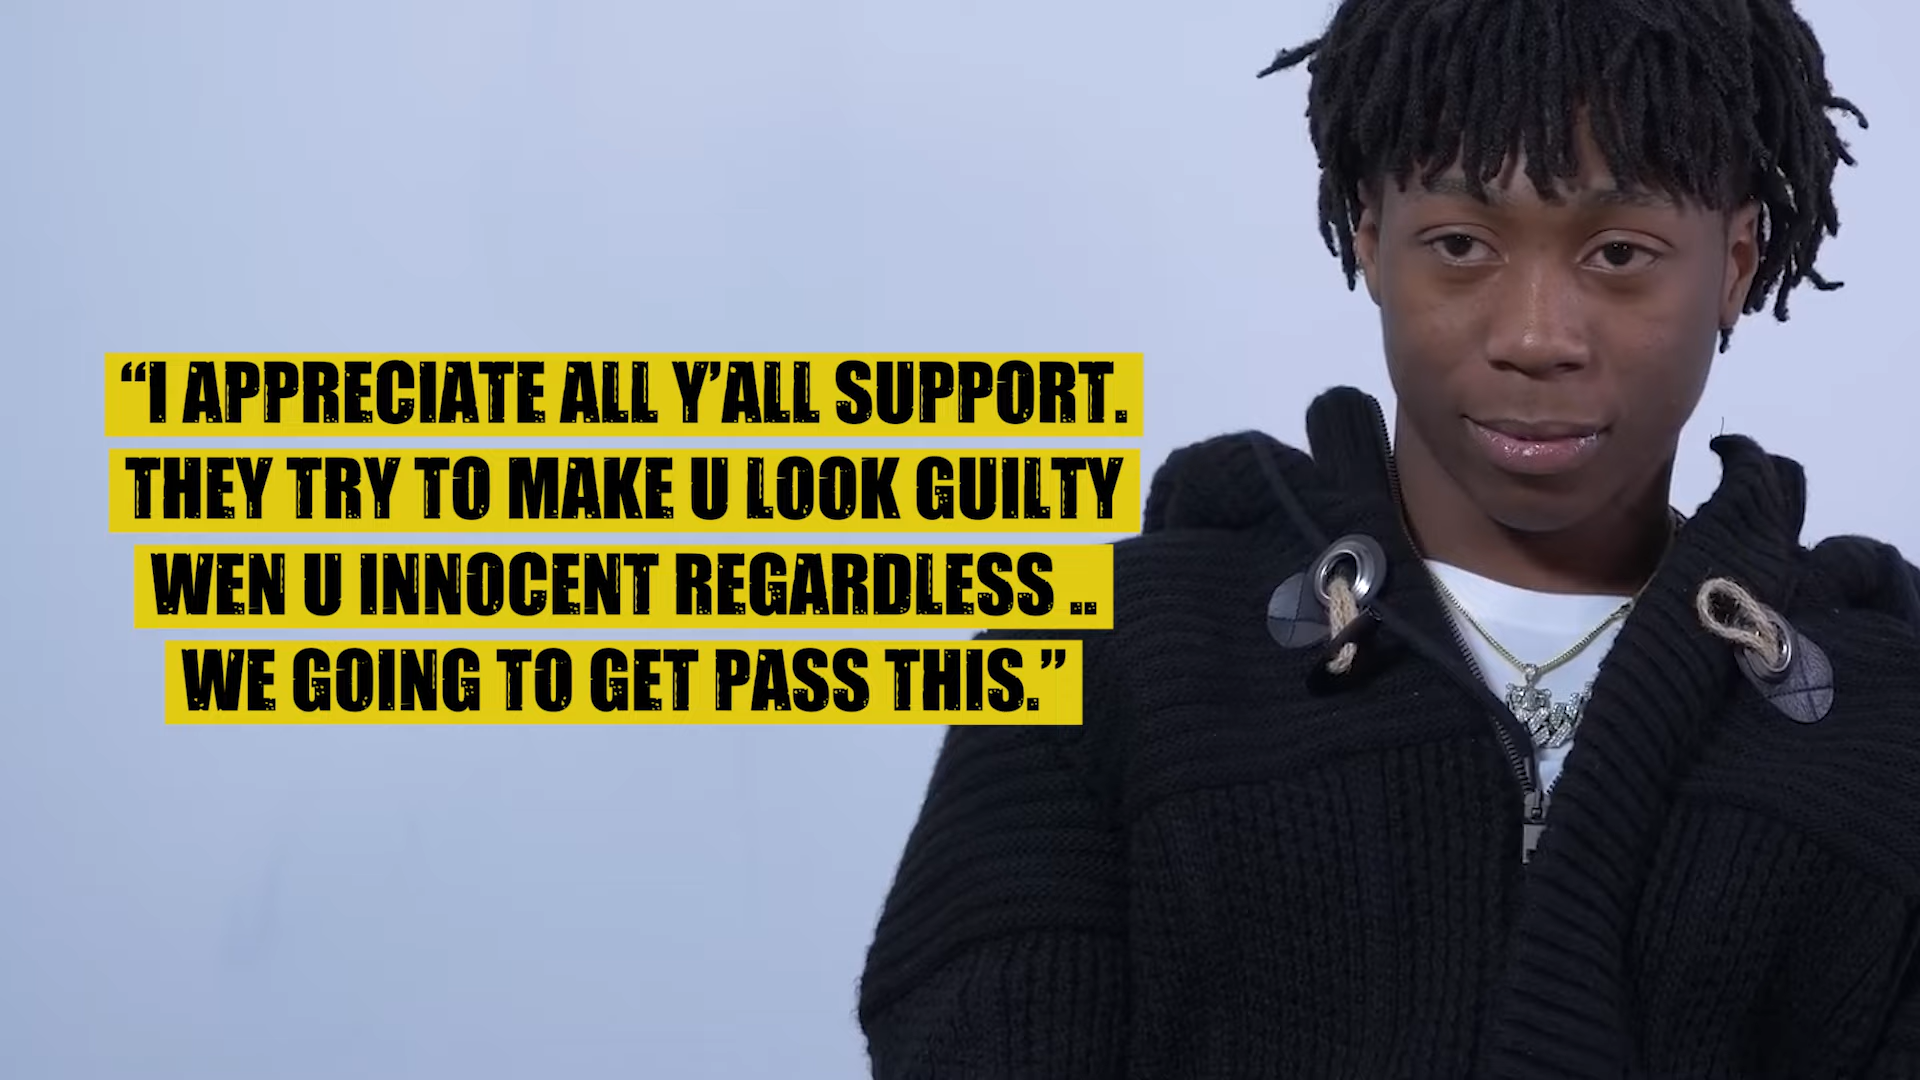 “I APPRECIATE ALL Y’ALL SUPPORT.
THEY TRY TO MAKE U LOOK GUILTY
WEN U INNOCENT REGARDLESS ..
WE GOING TO GET PASS THIS.”